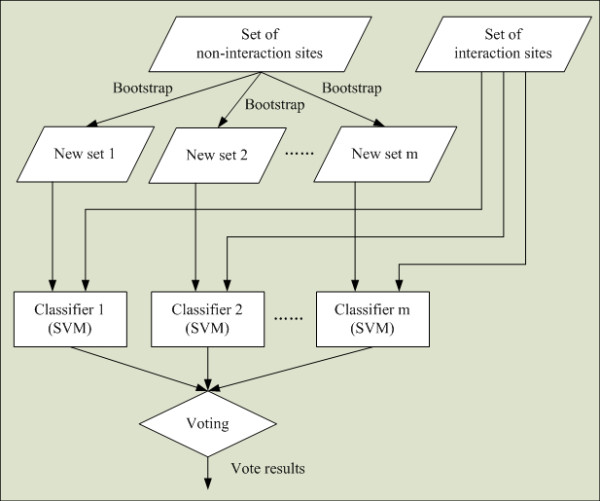 Set of
non-interaction sites
Set of
interaction sites
Bootstrap
Bootstrap
Bootstrap
New set 1
New set 2
......
New set m
Classifier 1
(SVM)
Classifier 2
(SVM)
......
Classifier m
(SVM)
Voting
Vote results